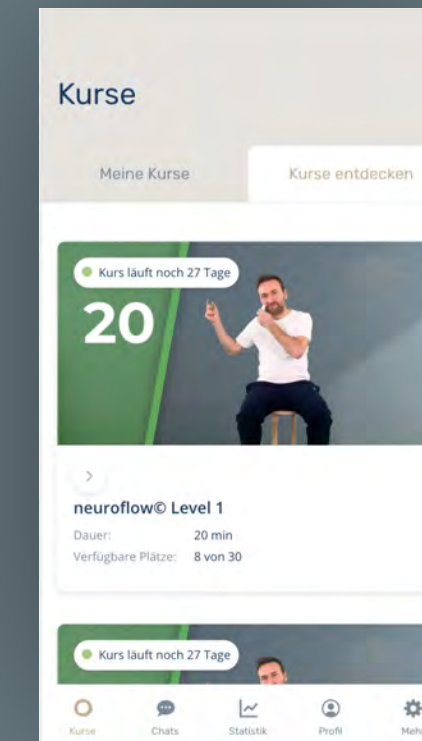 Kurse
Meine Kurse
Kurse entdecken
Kurs läuft noch 27 Tage
20
neuroflow© Level 1
Dauer: 20 min
Verfügbare Plätze: 8 von 30
Kurs läuft noch 27 Tage
Kurse
Chats
Statistik
Profil
Mehr